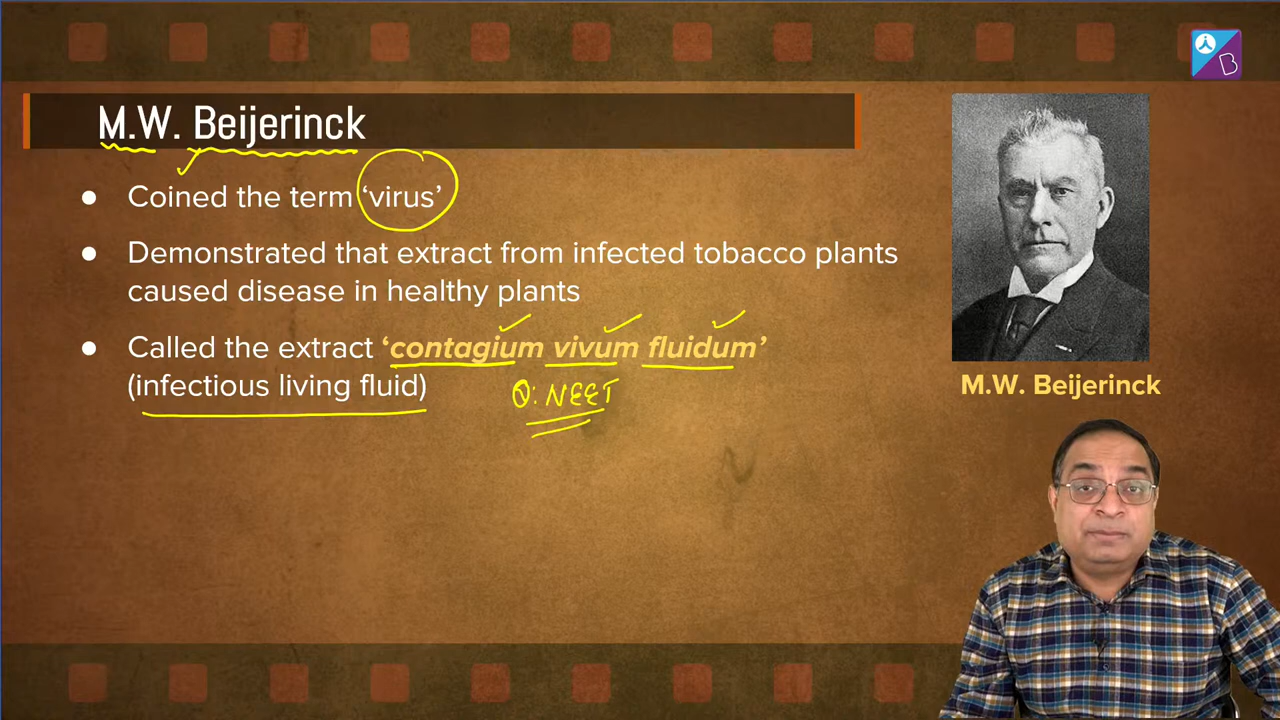 M.W. Beijerinck
● Coined the term ‘virus’
● Demonstrated that extract from infected tobacco plants
caused disease in healthy plants
● Called the extract ‘contagium vivum fluidum’
(infectious living fluid)
Q: NEET
M.W. Beijerinck
B